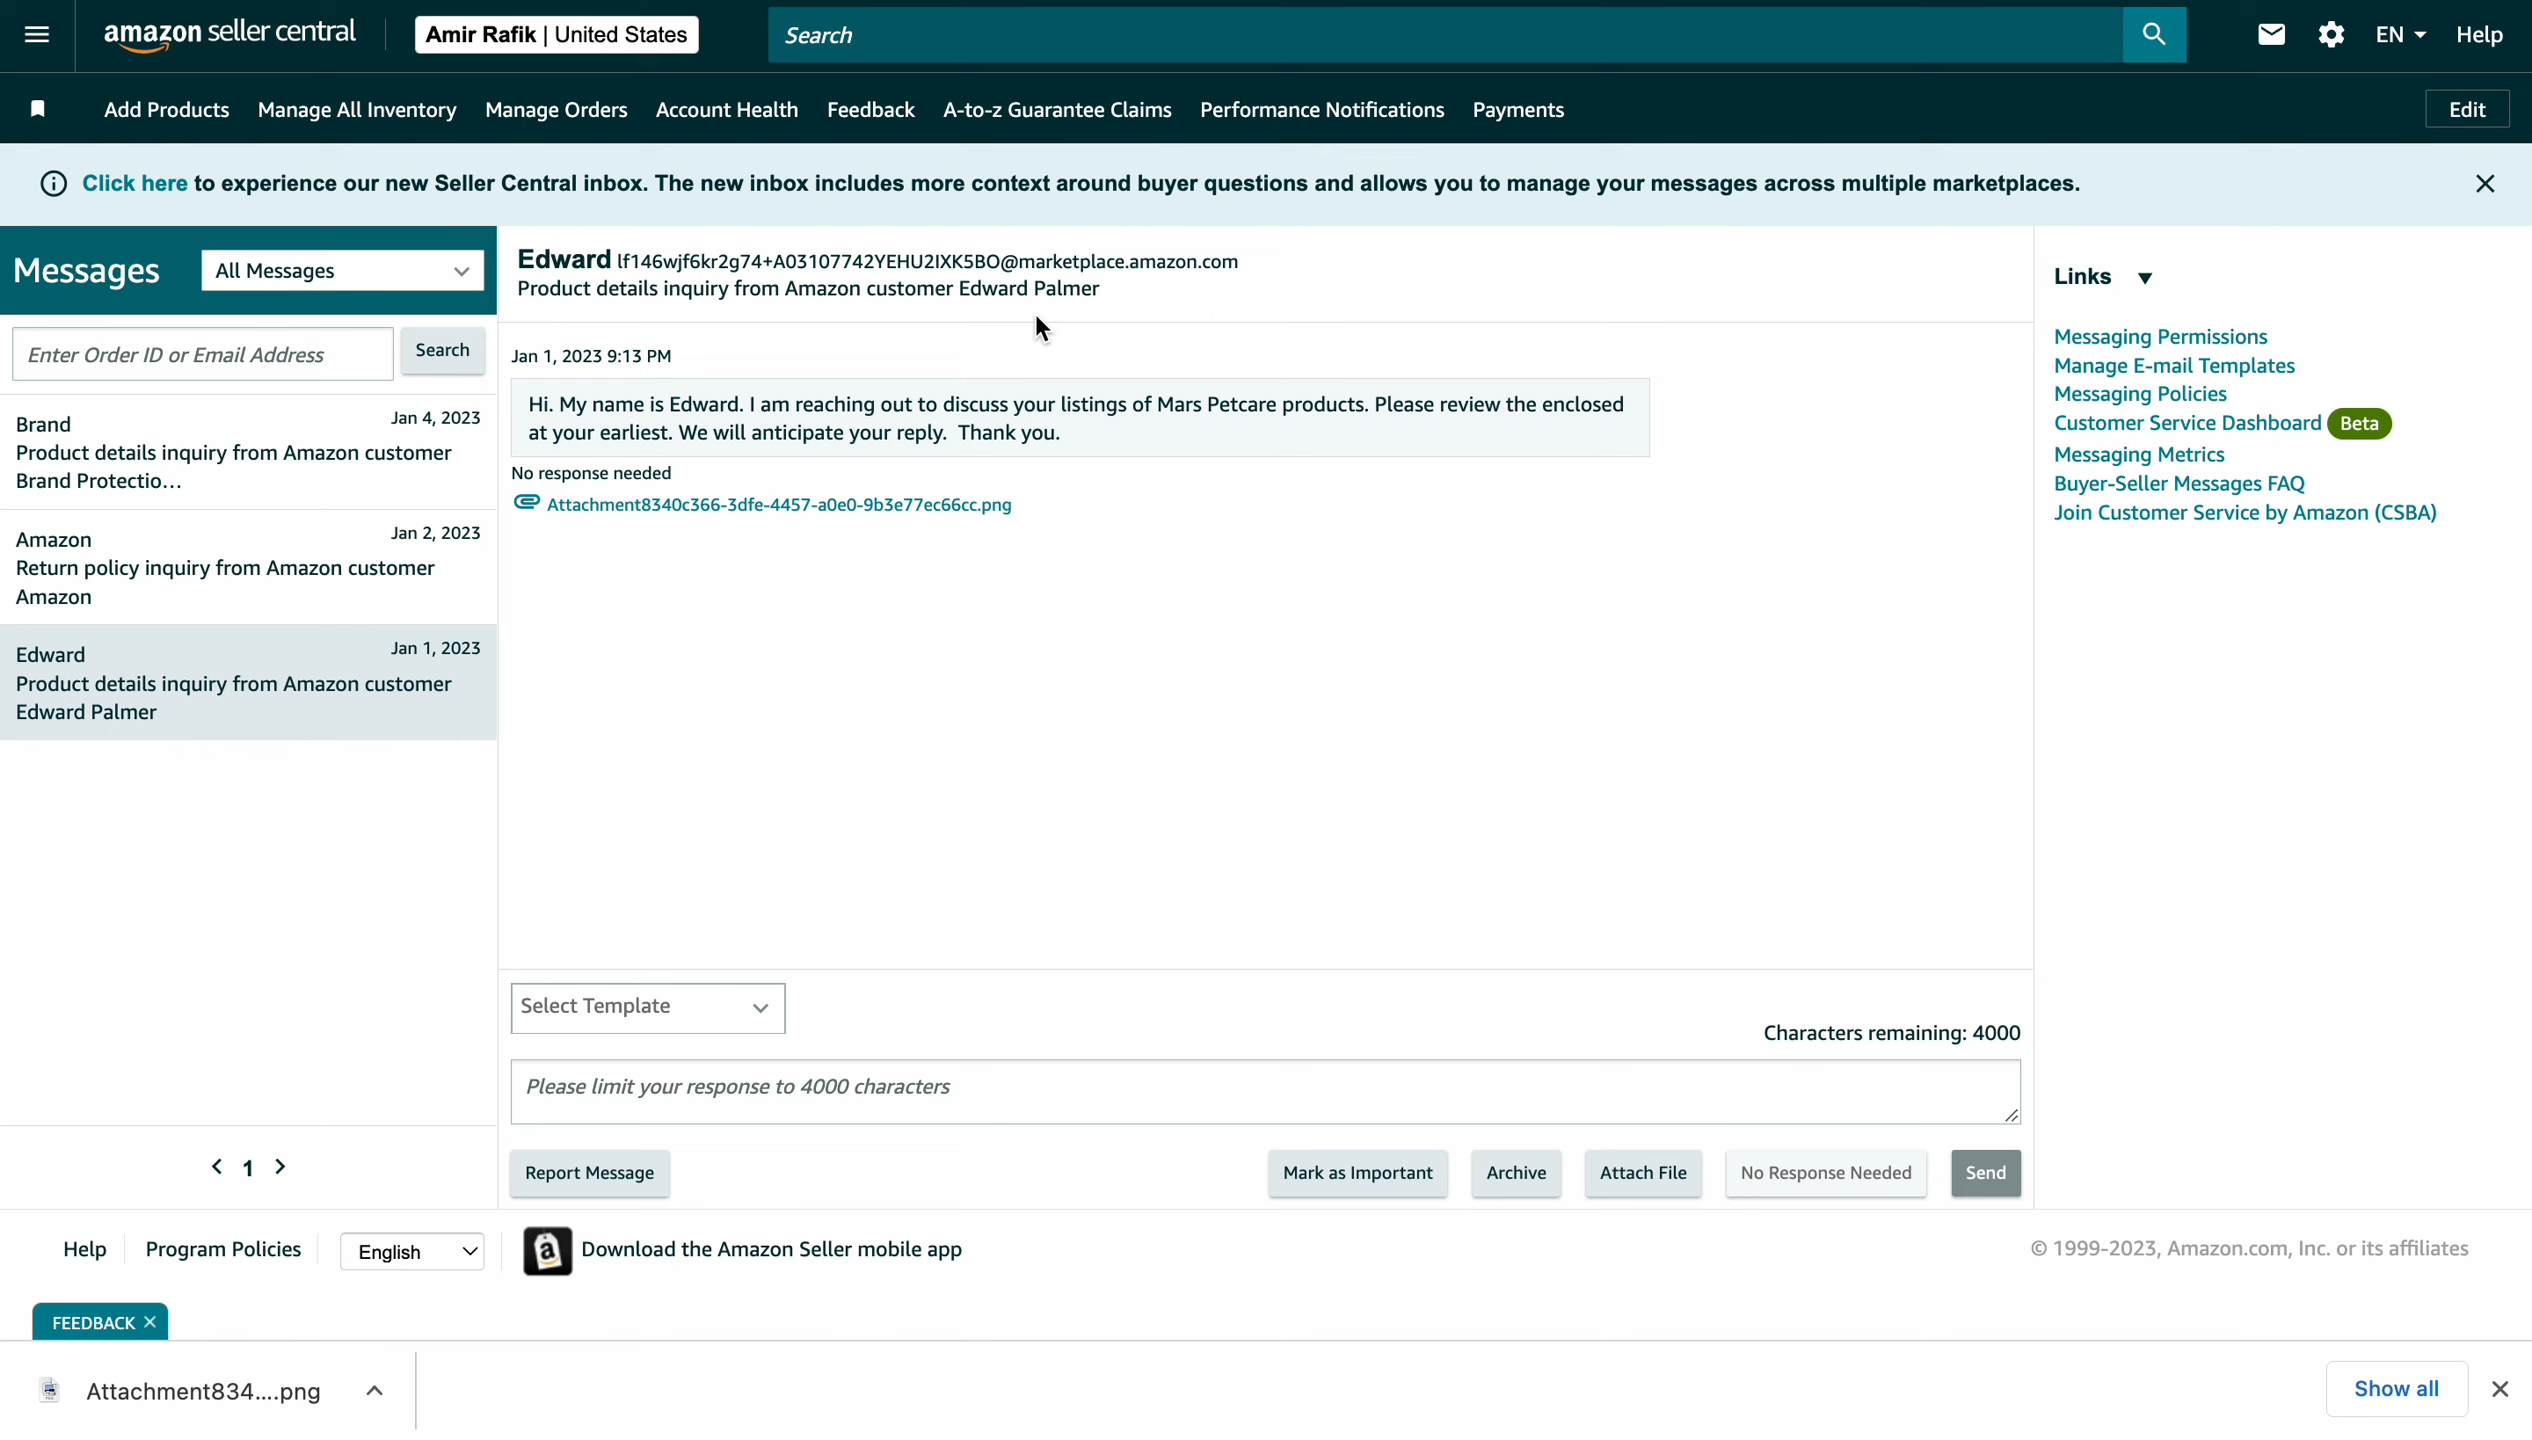 amazon seller central
Amir Rafik | United States
Search
EN
Help
Add Products
Manage All Inventory
Manage Orders
Account Health
Feedback
A-to-z Guarantee Claims
Performance Notifications
Payments
Edit
Click here to experience our new Seller Central inbox. The new inbox includes more context around buyer questions and allows you to manage your messages across multiple marketplaces.
Messages
All Messages
Enter Order ID or Email Address
Search
Brand
Jan 4, 2023
Product details inquiry from Amazon customer
Brand Protectio...
Amazon
Jan 2, 2023
Return policy inquiry from Amazon customer
Amazon
Edward
Jan 1, 2023
Product details inquiry from Amazon customer
Edward Palmer
1
Edward lf146wjf6kr2g74+A03107742YEHU2IXK5BO@marketplace.amazon.com
Product details inquiry from Amazon customer Edward Palmer
Jan 1, 2023 9:13 PM
Hi. My name is Edward. I am reaching out to discuss your listings of Mars Petcare products. Please review the enclosed
at your earliest. We will anticipate your reply. Thank you.
No response needed
Attachment8340c366-3dfe-4457-a0e0-9b3e77ec66cc.png
Select Template
Characters remaining: 4000
Please limit your response to 4000 characters
Report Message
Mark as Important
Archive
Attach File
No Response Needed
Send
Links
Messaging Permissions
Manage E-mail Templates
Messaging Policies
Customer Service Dashboard Beta
Messaging Metrics
Buyer-Seller Messages FAQ
Join Customer Service by Amazon (CSBA)
Help
Program Policies
English
a
Download the Amazon Seller mobile app
© 1999-2023, Amazon.com, Inc. or its affiliates
FEEDBACK
Attachment834....png
Show all